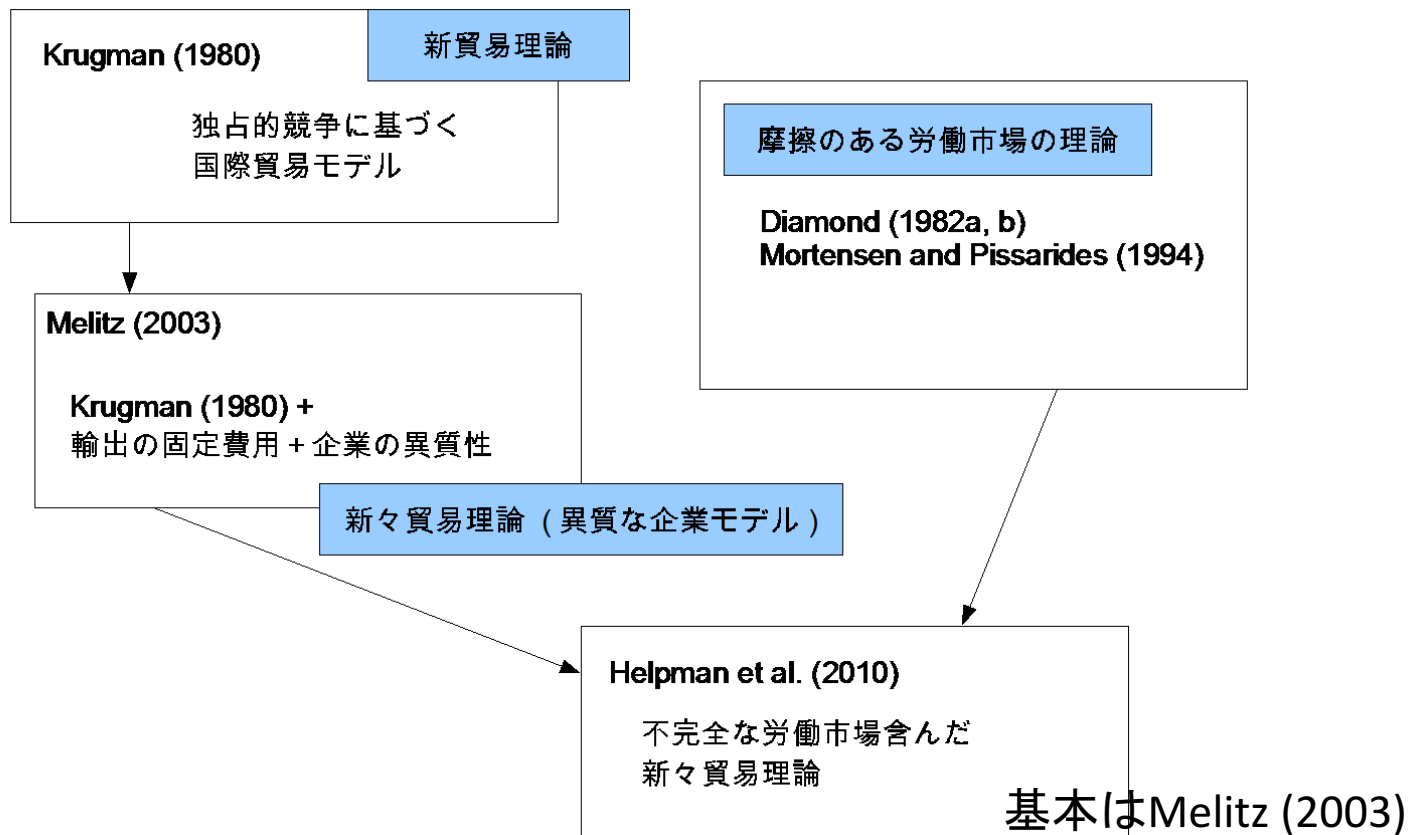 Krugman (1980)
新貿易理論
独占的競争に基づく
国際貿易モデル
摩擦のある労働市場の理論
Diamond (1982a, b)
Mortensen and Pissarides (1994)
Melitz (2003)
Krugman (1980) +
輸出の固定費用 + 企業の異質性
新々貿易理論 ( 異質な企業モデル )
Helpman et al. (2010)
不完全な労働市場含んだ
新々貿易理論
基本はMelitz (2003)